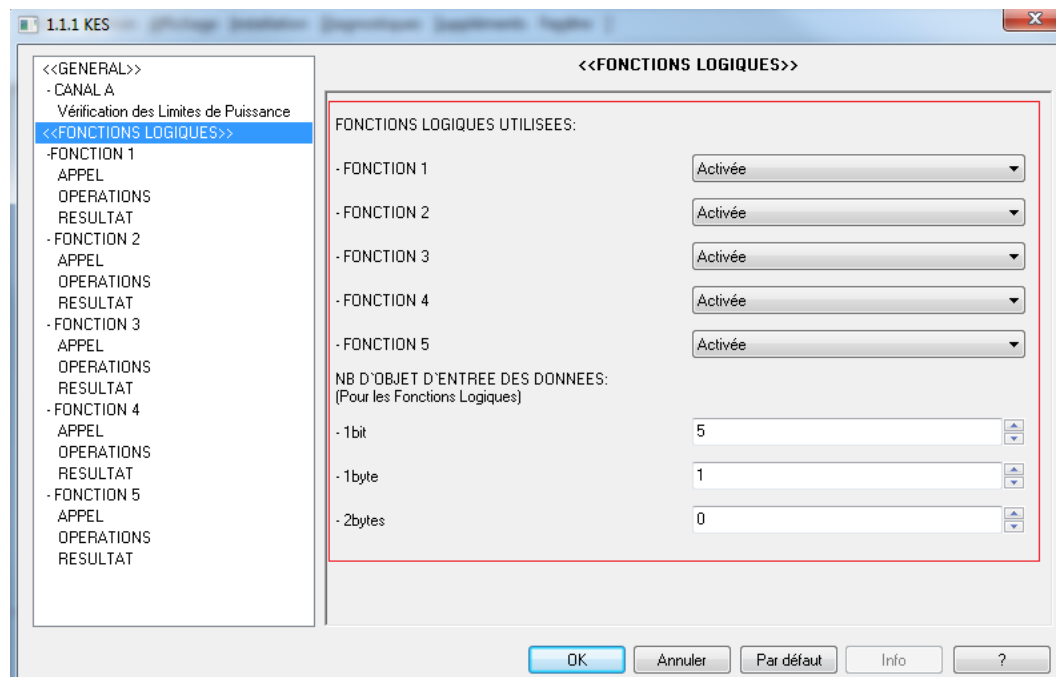 1.1.1 KES
<<GENERAL>>
- CANAL A
Vérification des Limites de Puissance
<<FONCTIONS LOGIQUES>>
-FONCTION 1
APPEL
OPERATIONS
RESULTAT
- FONCTION 2
APPEL
OPERATIONS
RESULTAT
- FONCTION 3
APPEL
OPERATIONS
RESULTAT
- FONCTION 4
APPEL
OPERATIONS
RESULTAT
- FONCTION 5
APPEL
OPERATIONS
RESULTAT
<<FONCTIONS LOGIQUES>>
FONCTIONS LOGIQUES UTILISEES:
- FONCTION 1 Activée
- FONCTION 2 Activée
- FONCTION 3 Activée
- FONCTION 4 Activée
- FONCTION 5 Activée
NB D`OBJET D`ENTREE DES DONNEES:
(Pour les Fonctions Logiques)
- 1bit 5
- 1byte 1
- 2bytes 0
OK Annuler Par défaut Info ?